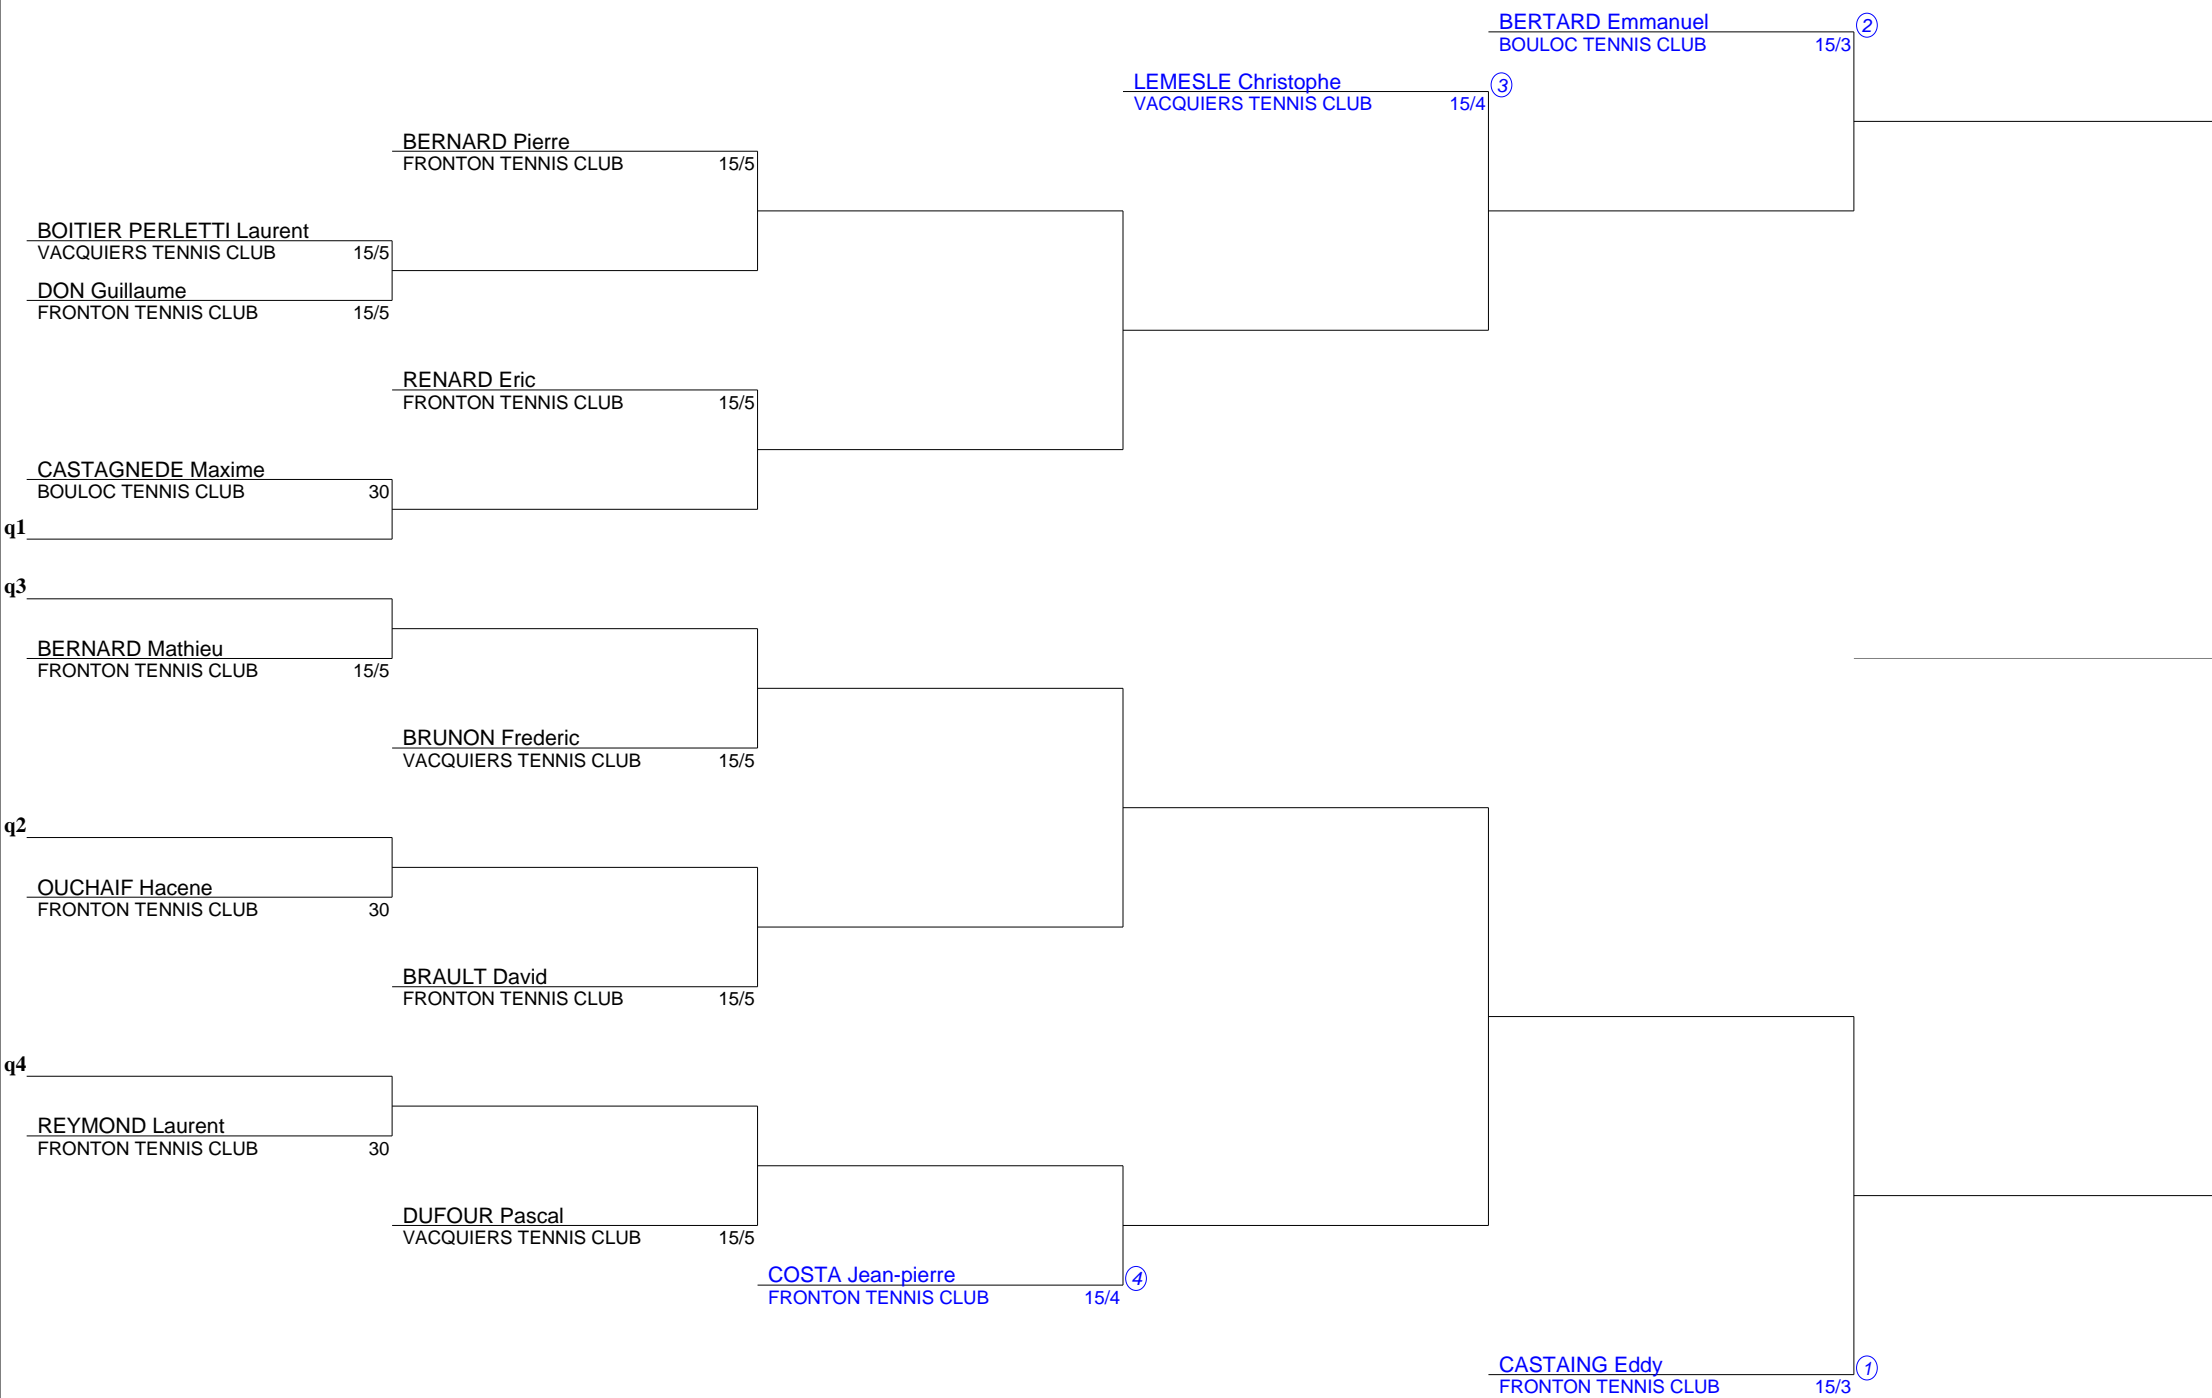 BERTARD Emmanuel 2
BOULOC TENNIS CLUB 15/3
LEMESLE Christophe 3
VACQUIERS TENNIS CLUB 15/4
BERNARD Pierre
FRONTON TENNIS CLUB 15/5
BOITIER PERLETTI Laurent
VACQUIERS TENNIS CLUB 15/5
DON Guillaume
FRONTON TENNIS CLUB 15/5
RENARD Eric
FRONTON TENNIS CLUB 15/5
CASTAGNEDE Maxime
BOULOC TENNIS CLUB 30
q1
q3
BERNARD Mathieu
FRONTON TENNIS CLUB 15/5
BRUNON Frederic
VACQUIERS TENNIS CLUB 15/5
q2
OUCHAIF Hacene
FRONTON TENNIS CLUB 30
BRAULT David
FRONTON TENNIS CLUB 15/5
q4
REYMOND Laurent
FRONTON TENNIS CLUB 30
DUFOUR Pascal
VACQUIERS TENNIS CLUB 15/5
COSTA Jean-pierre 4
FRONTON TENNIS CLUB 15/4
CASTAING Eddy 1
FRONTON TENNIS CLUB 15/3